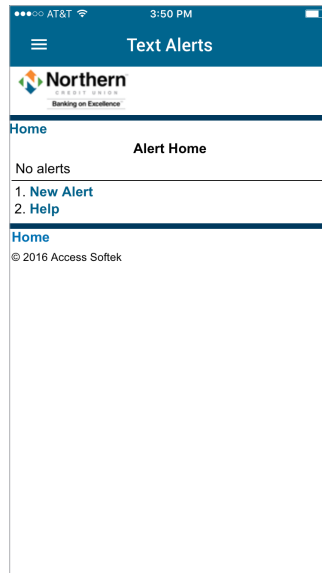 AT&T 3:50 PM
Text Alerts
Northern
CREDIT UNION
Banking on Excellence
Home
Alert Home
No alerts
1. New Alert
2. Help
Home
© 2016 Access Softek